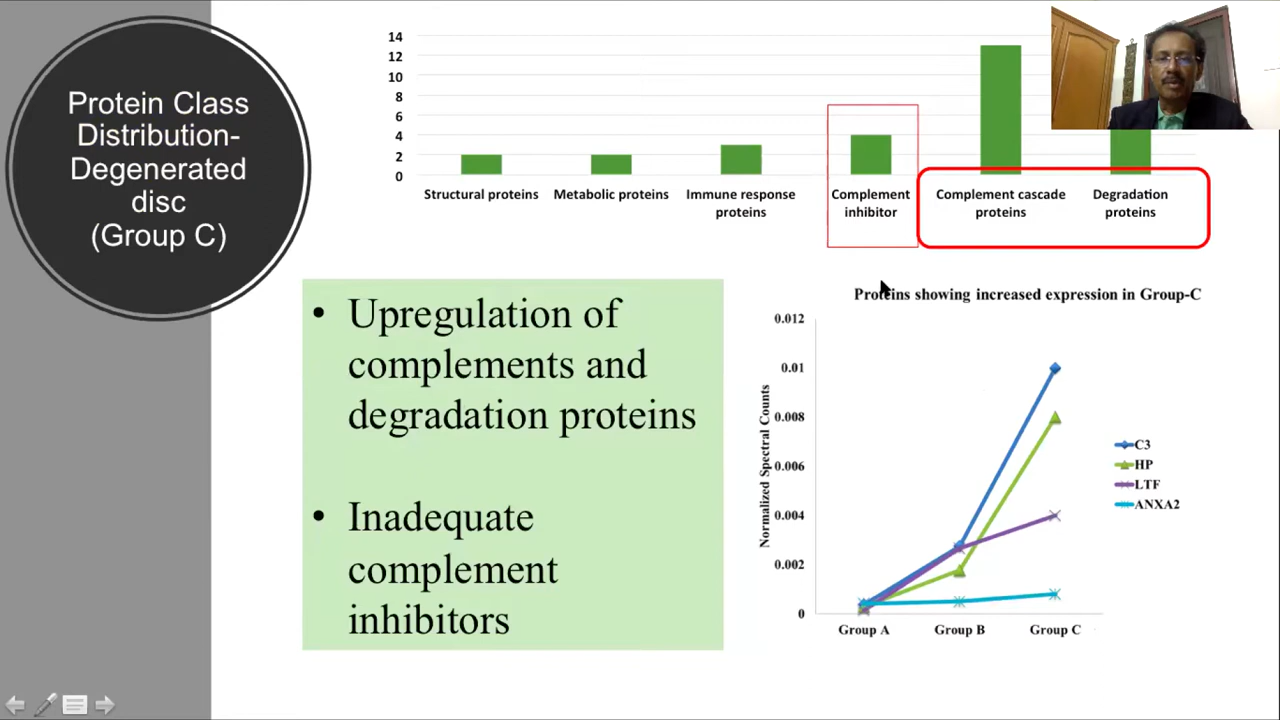 Protein Class
Distribution-
Degenerated
disc
(Group C)
14
12
10
8
6
4
2
0
Structural proteins
Metabolic proteins
Immune response
proteins
Complement
inhibitor
Complement cascade
proteins
Degradation
proteins
• Upregulation of
complements and
degradation proteins
• Inadequate
complement
inhibitors
Proteins showing increased expression in Group-C
Normalized Spectral Counts
0.012
0.01
0.008
0.006
0.004
0.002
0
Group A
Group B
Group C
C3
HP
LTF
ANXA2